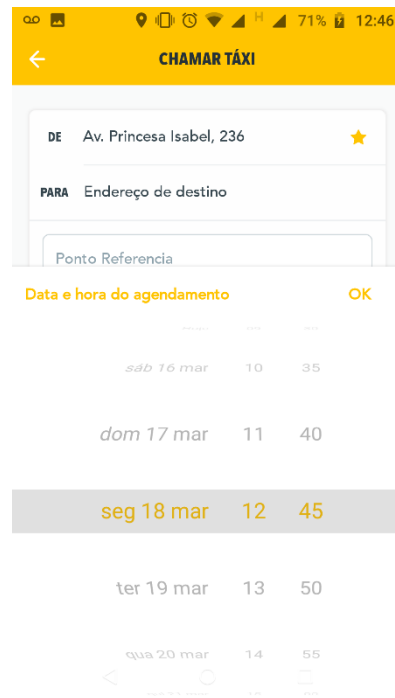 H 71% 12:46
CHAMAR TÁXI
DE Av. Princesa Isabel, 236
PARA Endereço de destino
Ponto Referencia
Data e hora do agendamento OK
sáb 16 mar 10 35
dom 17 mar 11 40
seg 18 mar 12 45
ter 19 mar 13 50
qua 20 mar 14 55